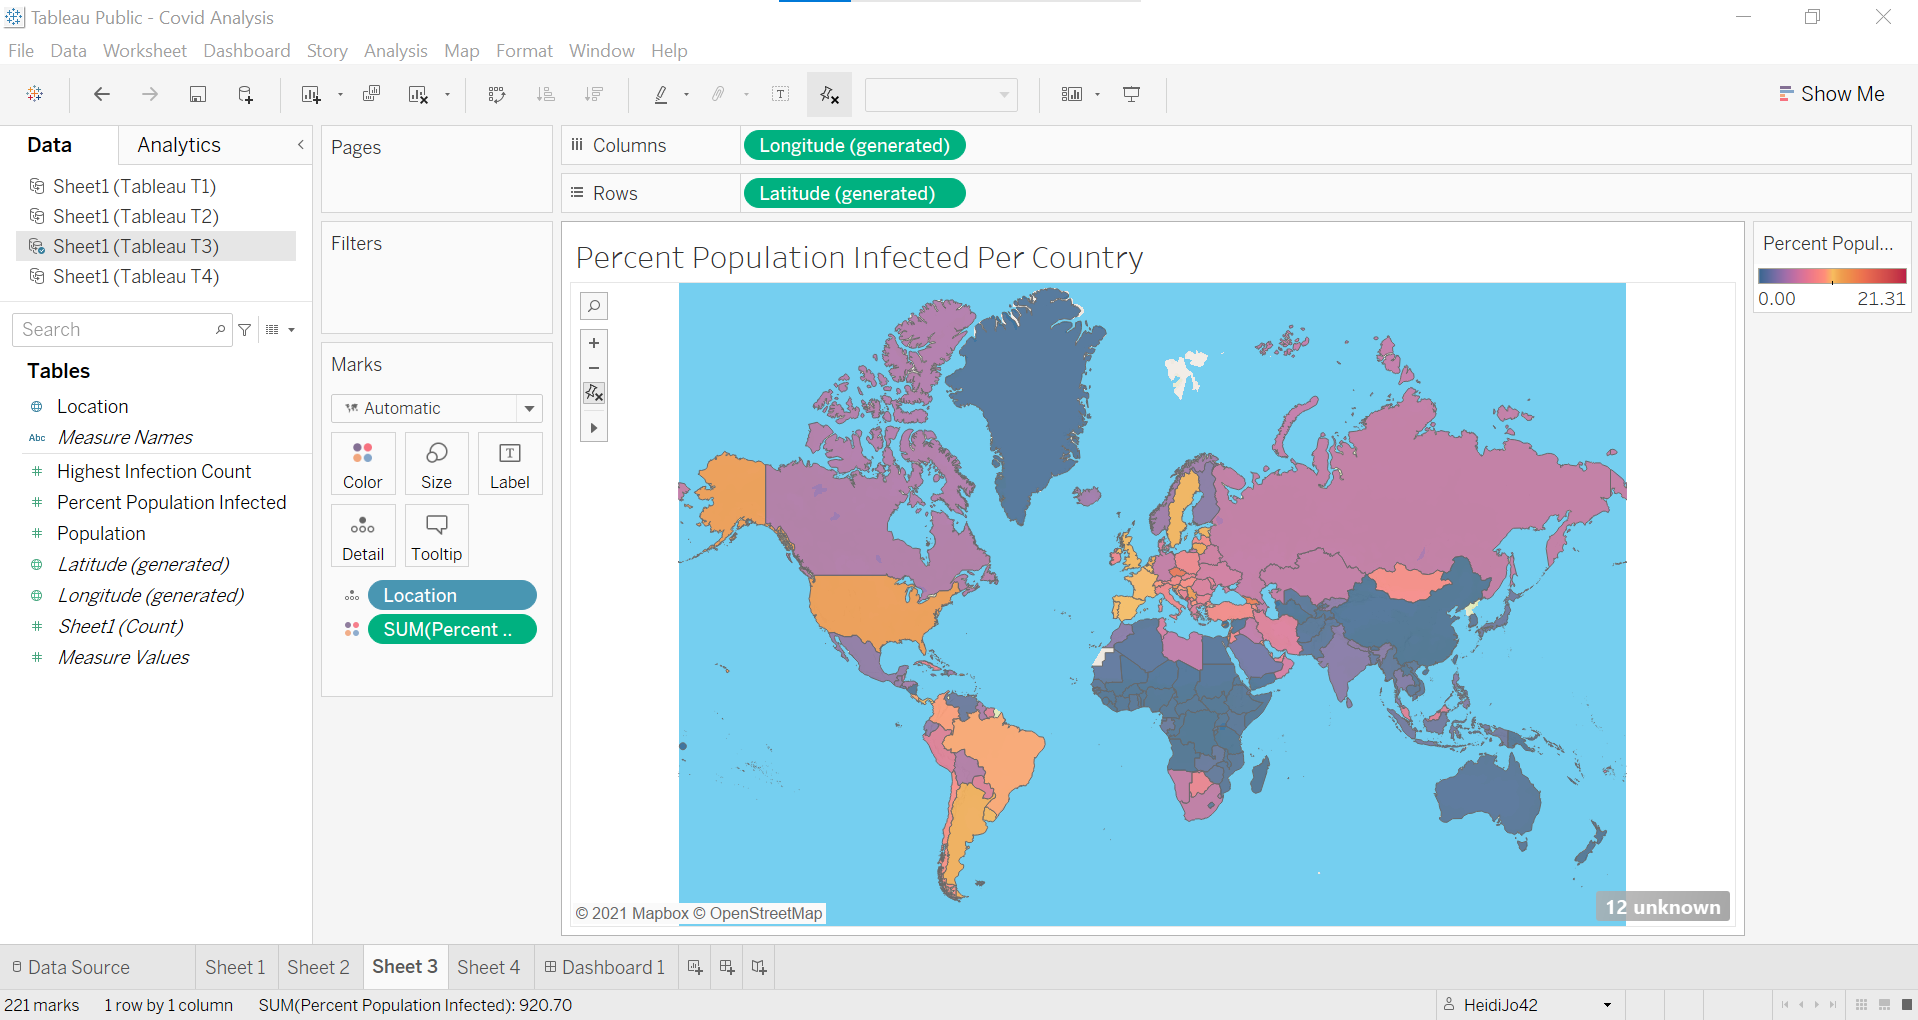 Tableau Public - Covid Analysis
File Data Worksheet Dashboard Story Analysis Map Format Window Help
Show Me
Data Analytics
Sheet1 (Tableau T1)
Sheet1 (Tableau T2)
Sheet1 (Tableau T3)
Sheet1 (Tableau T4)
Search
Tables
Location
Abc Measure Names
Highest Infection Count
Percent Population Infected
Population
Latitude (generated)
Longitude (generated)
Sheet1 (Count)
Measure Values
Pages
Filters
Marks
Automatic
Color Size Label
Detail Tooltip
Location
SUM(Percent ..
Columns Longitude (generated)
Rows Latitude (generated)
Percent Population Infected Per Country
© 2021 Mapbox © OpenStreetMap
12 unknown
Percent Popul...
0.00 21.31
Data Source Sheet 1 Sheet 2 Sheet 3 Sheet 4 Dashboard 1
221 marks 1 row by 1 column SUM(Percent Population Infected): 920.70 HeidiJo42